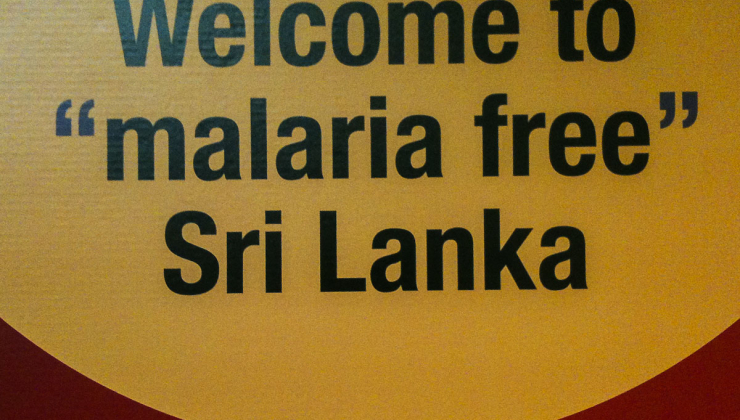 Welcome to
“malaria free”
Sri Lanka